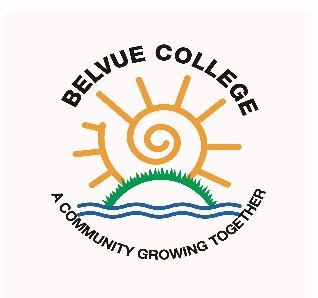 BELVUE COLLEGE
A COMMUNITY GROWING TOGETHER